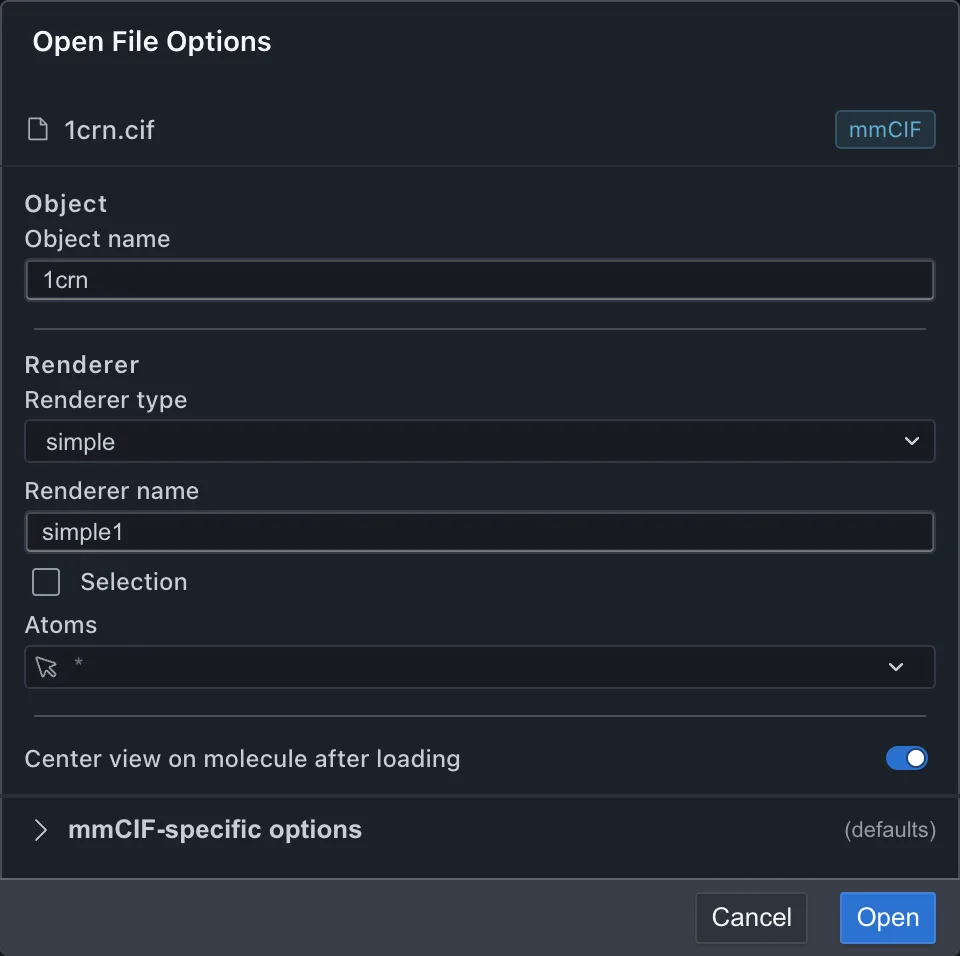 Open File Options
1crn.cif mmCIF
Object
Object name
1crn
Renderer
Renderer type
simple
Renderer name
simple1
Selection
Atoms
*
Center view on molecule after loading
mmCIF-specific options (defaults)
Cancel Open